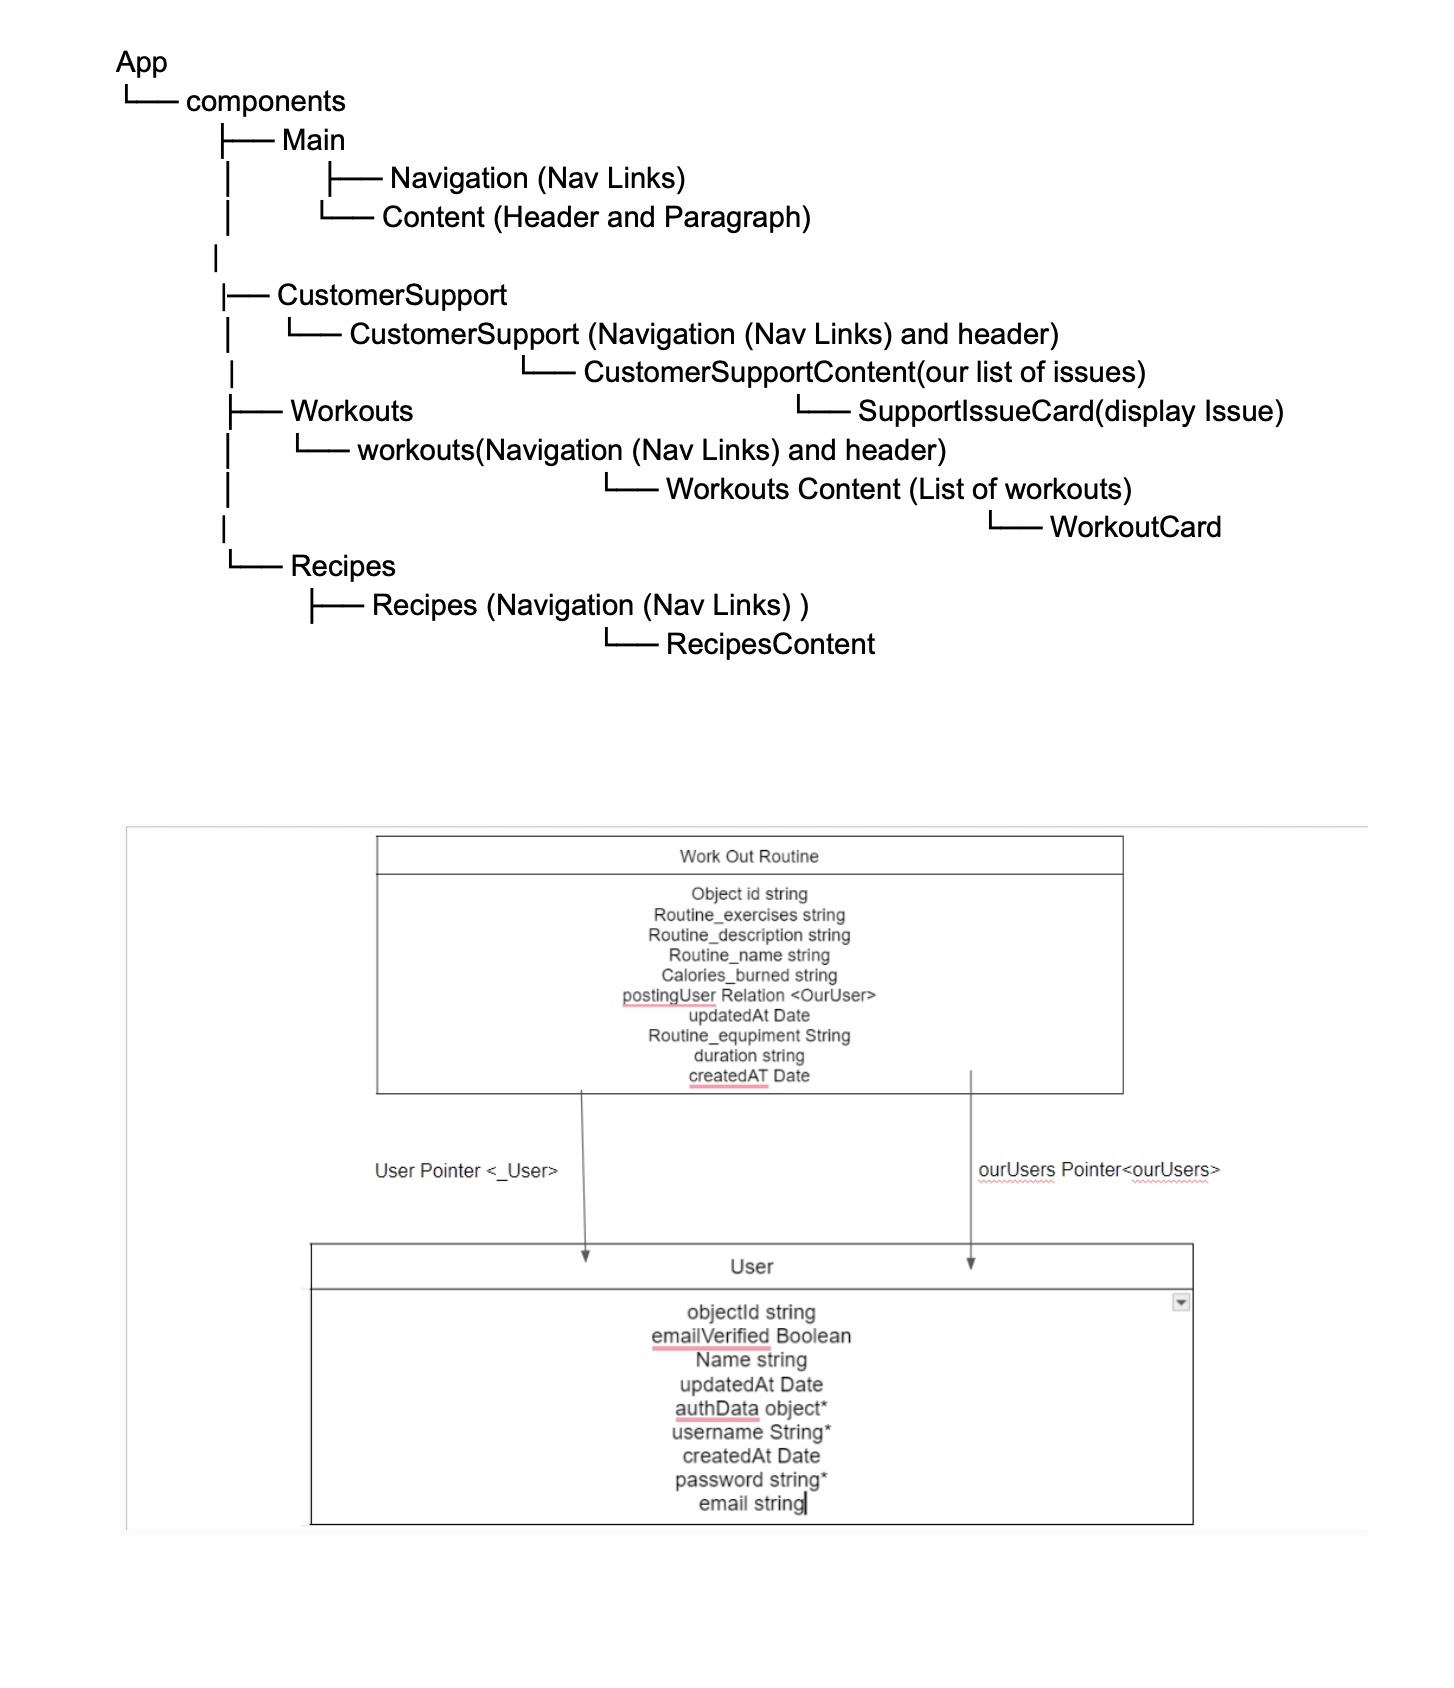 App
components
Main
Navigation (Nav Links)
Content (Header and Paragraph)
CustomerSupport
CustomerSupport (Navigation (Nav Links) and header)
CustomerSupportContent(our list of issues)
Workouts
SupportIssueCard(display Issue)
workouts(Navigation (Nav Links) and header)
Workouts Content (List of workouts)
WorkoutCard
Recipes
Recipes (Navigation (Nav Links) )
RecipesContent
Work Out Routine
Object id string
Routine_exercises string
Routine_description string
Routine_name string
Calories_burned string
postingUser Relation <OurUser>
updatedAt Date
Routine_equpiment String
duration string
createdAT Date
User Pointer <_User>
ourUsers Pointer<ourUsers>
User
objectId string
emailVerified Boolean
Name string
updatedAt Date
authData object*
username String*
createdAt Date
password string*
email string